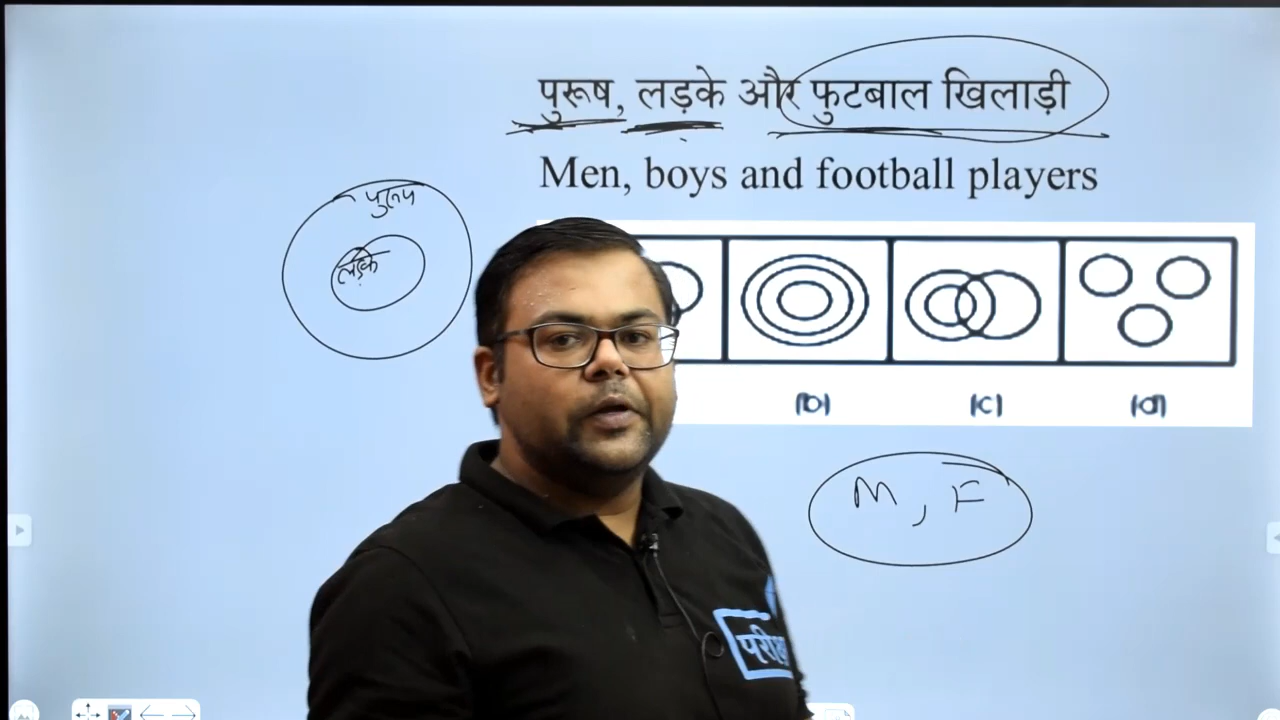 पुरूष, लड़के और फुटबाल खिलाड़ी
Men, boys and football players
पुरुष
लड़के
(b) (c) (d)
M, F